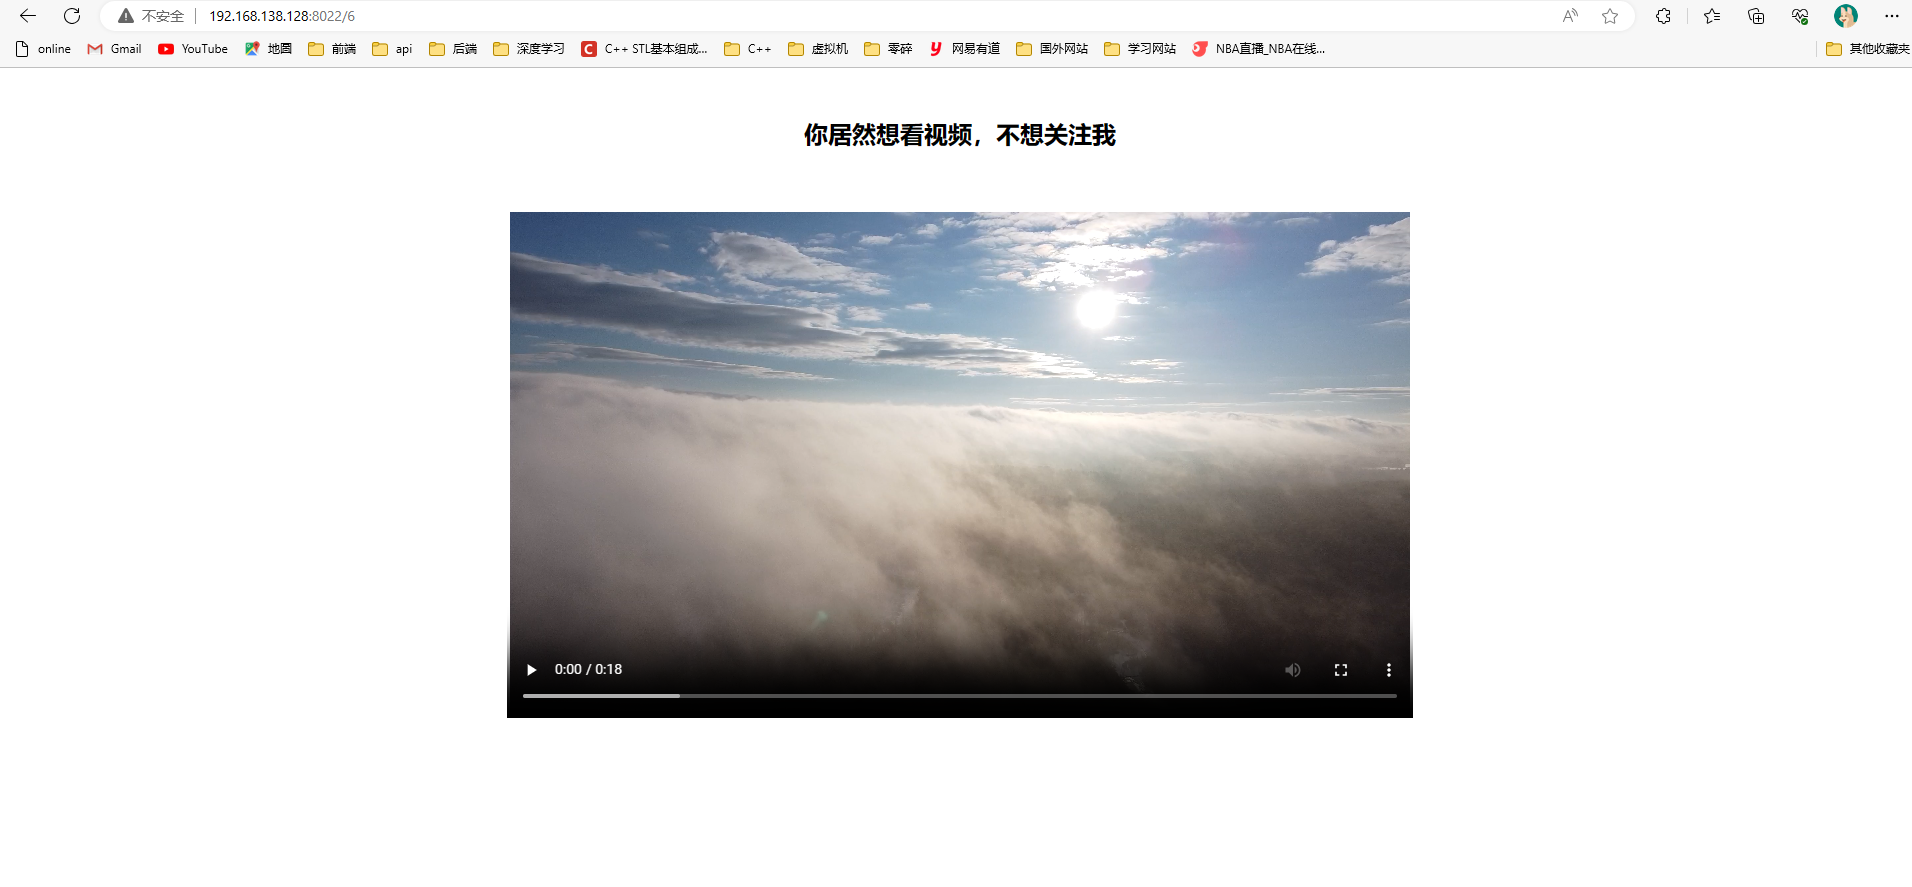 不安全 192.168.138.128:8022/6
online Gmail YouTube 地图 前端 api 后端 深度学习 C++ STL基本组成... C++ 虚拟机 零碎 网易有道 国外网站 学习网站 NBA直播_NBA在线... 其他收藏夹
你居然想看视频，不想关注我
0:00 / 0:18